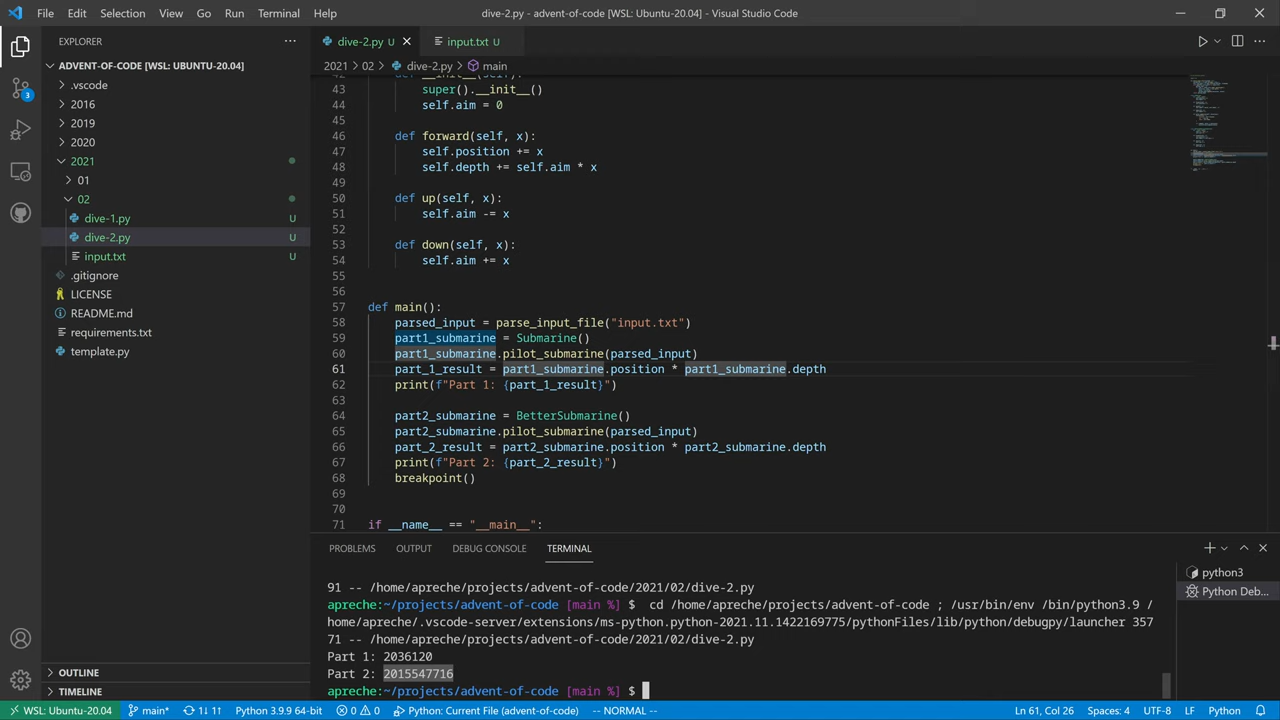 File Edit Selection View Go Run Terminal Help
dive-2.py - advent-of-code [WSL: Ubuntu-20.04] - Visual Studio Code
EXPLORER
ADVENT-OF-CODE [WSL: UBUNTU-20.04]
.vscode
2016
2019
2020
2021
01
02
dive-1.py U
dive-2.py U
input.txt U
.gitignore
LICENSE
README.md
requirements.txt
template.py
OUTLINE
TIMELINE
3
dive-2.py U
input.txt U
2021 > 02 > dive-2.py > main
42 def __init__(self):
43 super().__init__()
44 self.aim = 0
45
46 def forward(self, x):
47 self.position += x
48 self.depth += self.aim * x
49
50 def up(self, x):
51 self.aim -= x
52
53 def down(self, x):
54 self.aim += x
55
56
57 def main():
58 parsed_input = parse_input_file("input.txt")
59 part1_submarine = Submarine()
60 part1_submarine.pilot_submarine(parsed_input)
61 part_1_result = part1_submarine.position * part1_submarine.depth
62 print(f"Part 1: {part_1_result}")
63
64 part2_submarine = BetterSubmarine()
65 part2_submarine.pilot_submarine(parsed_input)
66 part_2_result = part2_submarine.position * part2_submarine.depth
67 print(f"Part 2: {part_2_result}")
68 breakpoint()
69
70
71 if __name__ == "__main__":
PROBLEMS OUTPUT DEBUG CONSOLE TERMINAL
91 -- /home/apreche/projects/advent-of-code/2021/02/dive-2.py
apreche:~/projects/advent-of-code [main %] $  cd /home/apreche/projects/advent-of-code ; /usr/bin/env /bin/python3.9 /
home/apreche/.vscode-server/extensions/ms-python.python-2021.11.1422169775/pythonFiles/lib/python/debugpy/launcher 357
71 -- /home/apreche/projects/advent-of-code/2021/02/dive-2.py
Part 1: 2036120
Part 2: 2015547716
apreche:~/projects/advent-of-code [main %] $
python3
Python Deb...
WSL: Ubuntu-20.04 main* 1↓ 1↑ Python 3.9.9 64-bit 0 0 Python: Current File (advent-of-code) -- NORMAL -- Ln 61, Col 26 Spaces: 4 UTF-8 LF Python